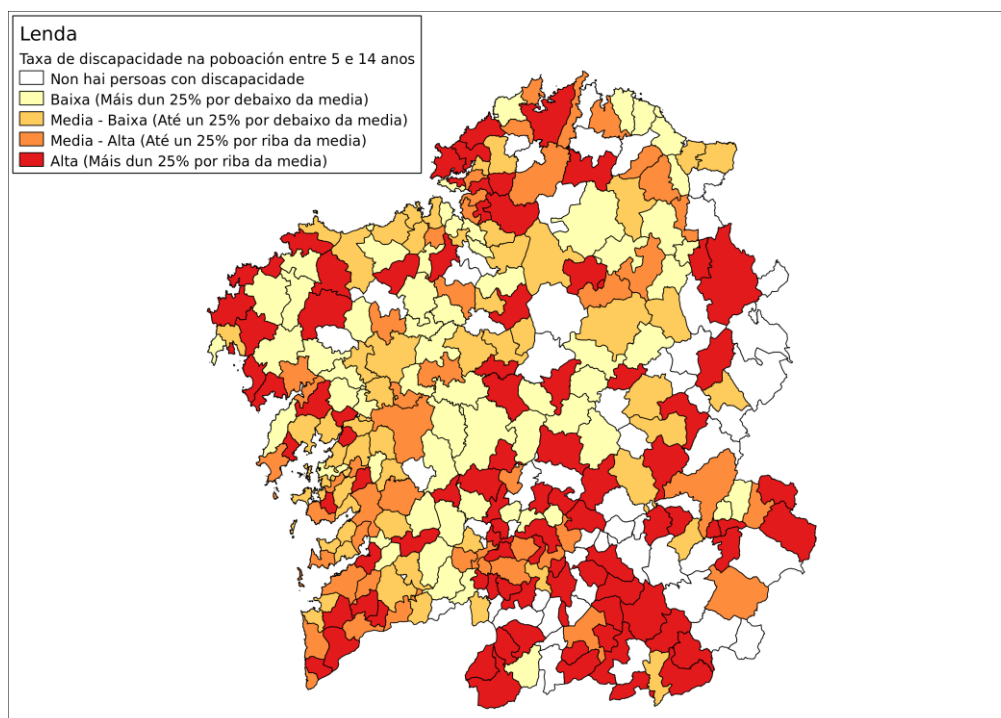 Lenda
Taxa de discapacidade na poboación entre 5 e 14 anos
Non hai persoas con discapacidade
Baixa (Máis dun 25% por debaixo da media)
Media - Baixa (Até un 25% por debaixo da media)
Media - Alta (Até un 25% por riba da media)
Alta (Máis dun 25% por riba da media)